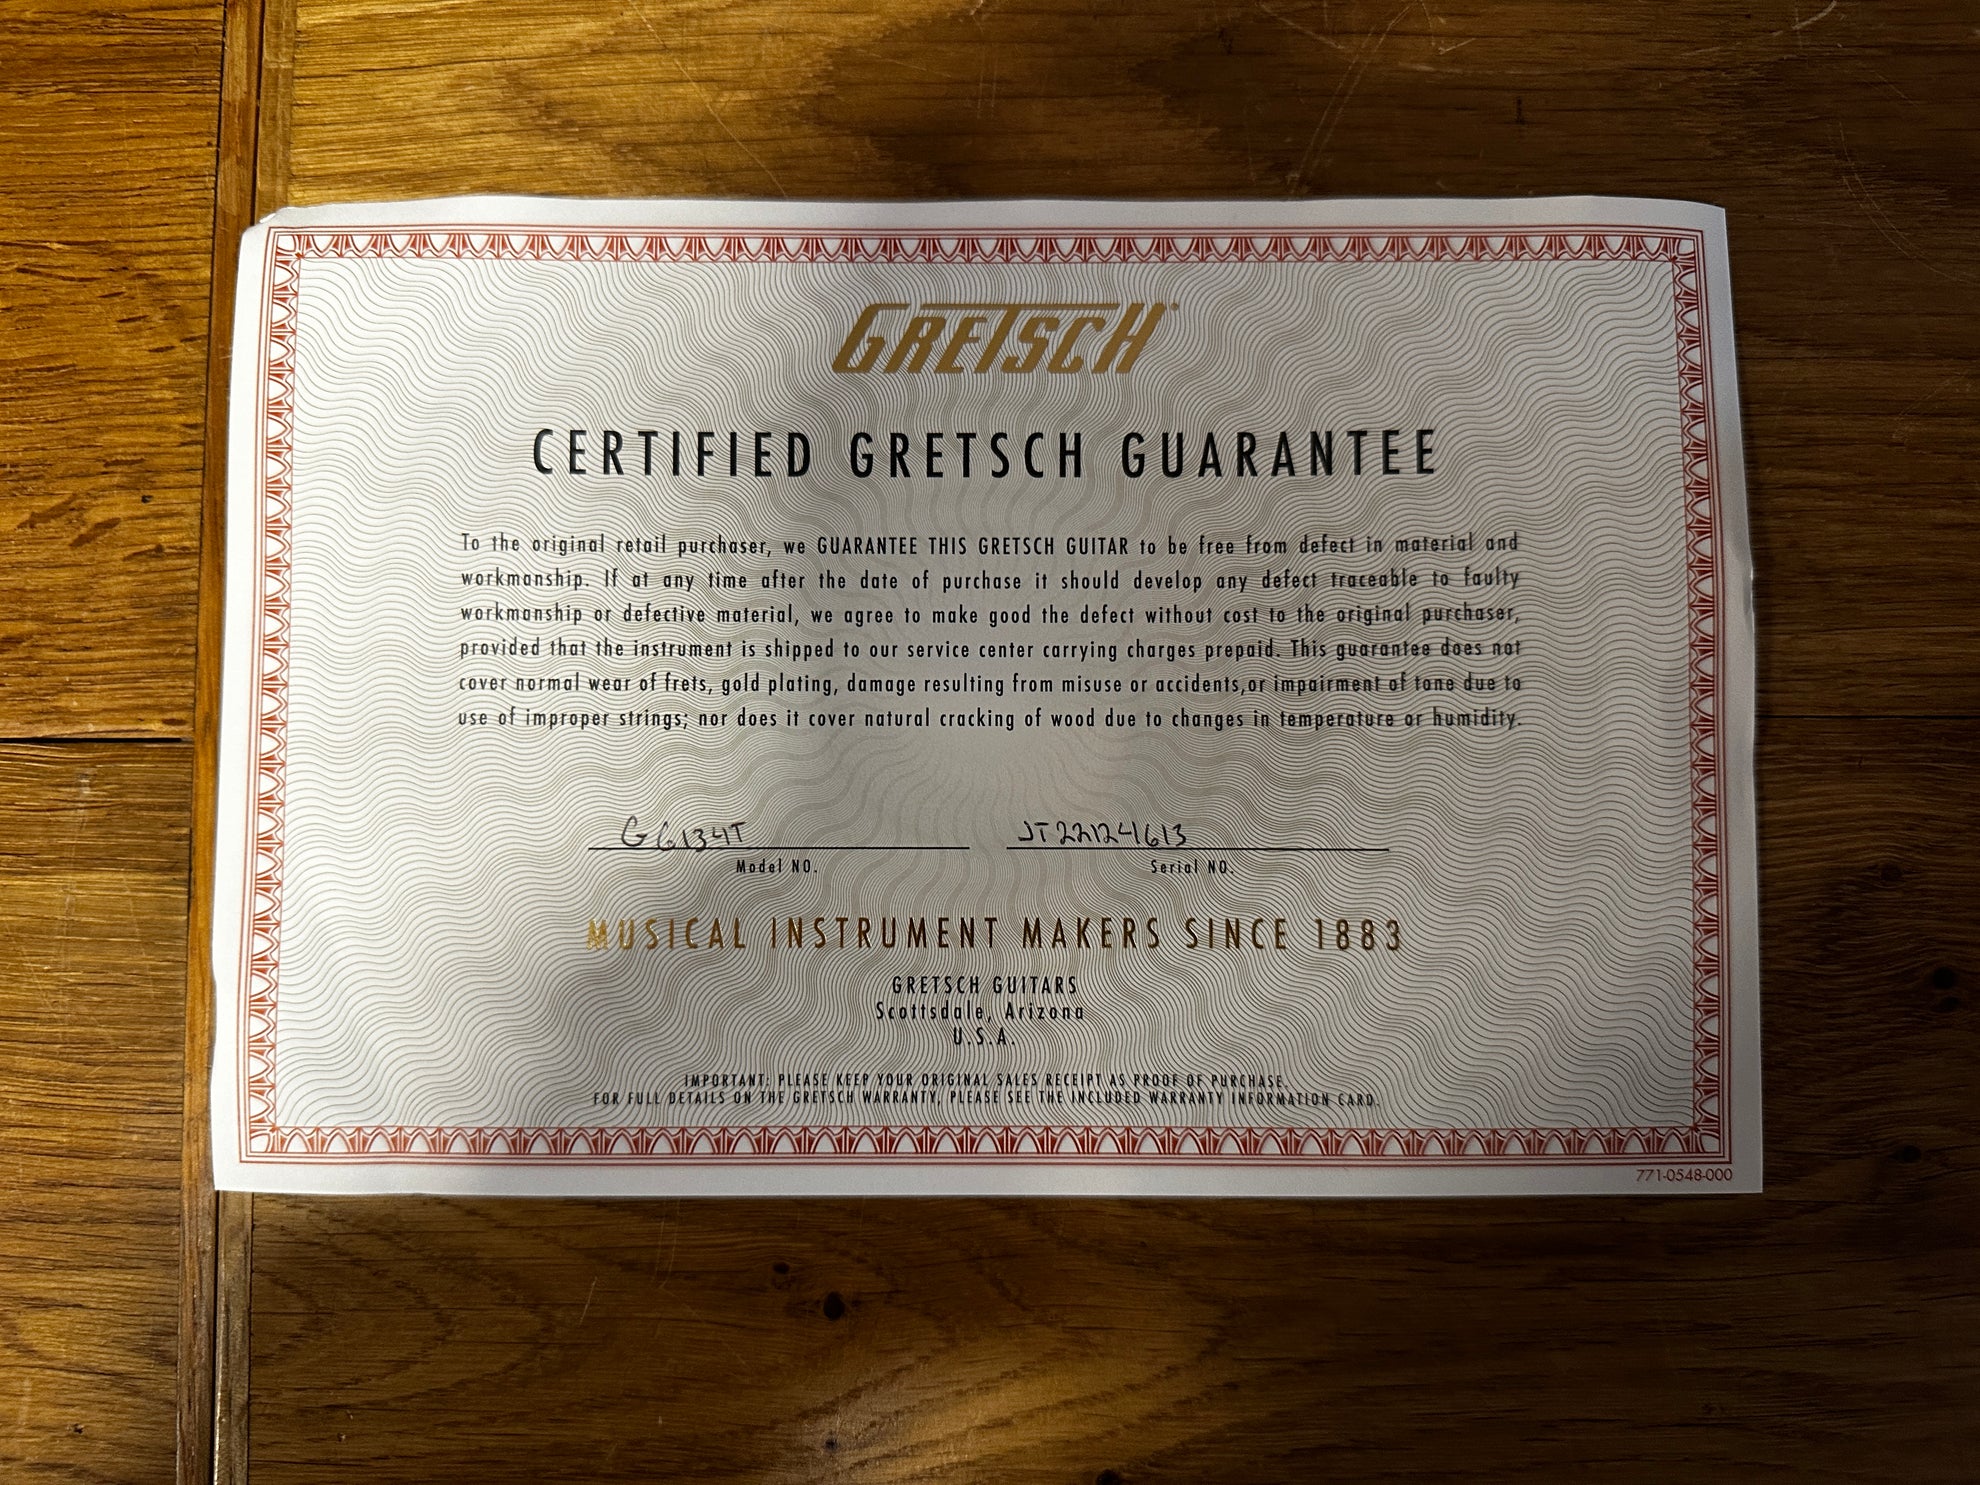 GRETSCH®
CERTIFIED GRETSCH GUARANTEE
To the original retail purchaser, we GUARANTEE THIS GRETSCH GUITAR to be free from defect in material and
workmanship. If at any time after the date of purchase it should develop any defect traceable to faulty
workmanship or defective material, we agree to make good the defect without cost to the original purchaser,
provided that the instrument is shipped to our service center carrying charges prepaid. This guarantee does not
cover normal wear of frets, gold plating, damage resulting from misuse or accidents,or impairment of tone due to
use of improper strings; nor does it cover natural cracking of wood due to changes in temperature or humidity.
G6134T JT22124613
Model NO. Serial NO.
MUSICAL INSTRUMENT MAKERS SINCE 1883
GRETSCH GUITARS
Scottsdale, Arizona
U.S.A.
IMPORTANT: PLEASE KEEP YOUR ORIGINAL SALES RECEIPT AS PROOF OF PURCHASE.
FOR FULL DETAILS ON THE GRETSCH WARRANTY, PLEASE SEE THE INCLUDED WARRANTY INFORMATION CARD.
771-0548-000